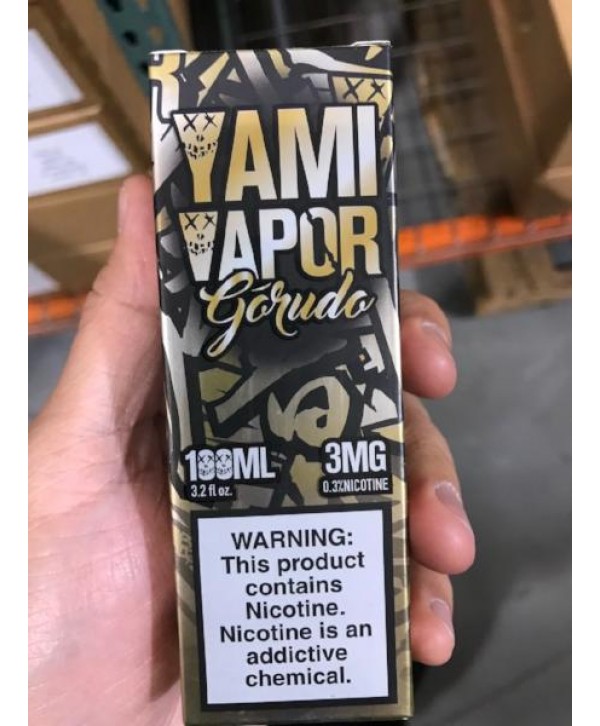 YAMI
VAPOR
Górudo
100ML
3.2 fl oz.
3MG
0.3%NICOTINE
WARNING:
This product
contains
Nicotine.
Nicotine is an
addictive
chemical.